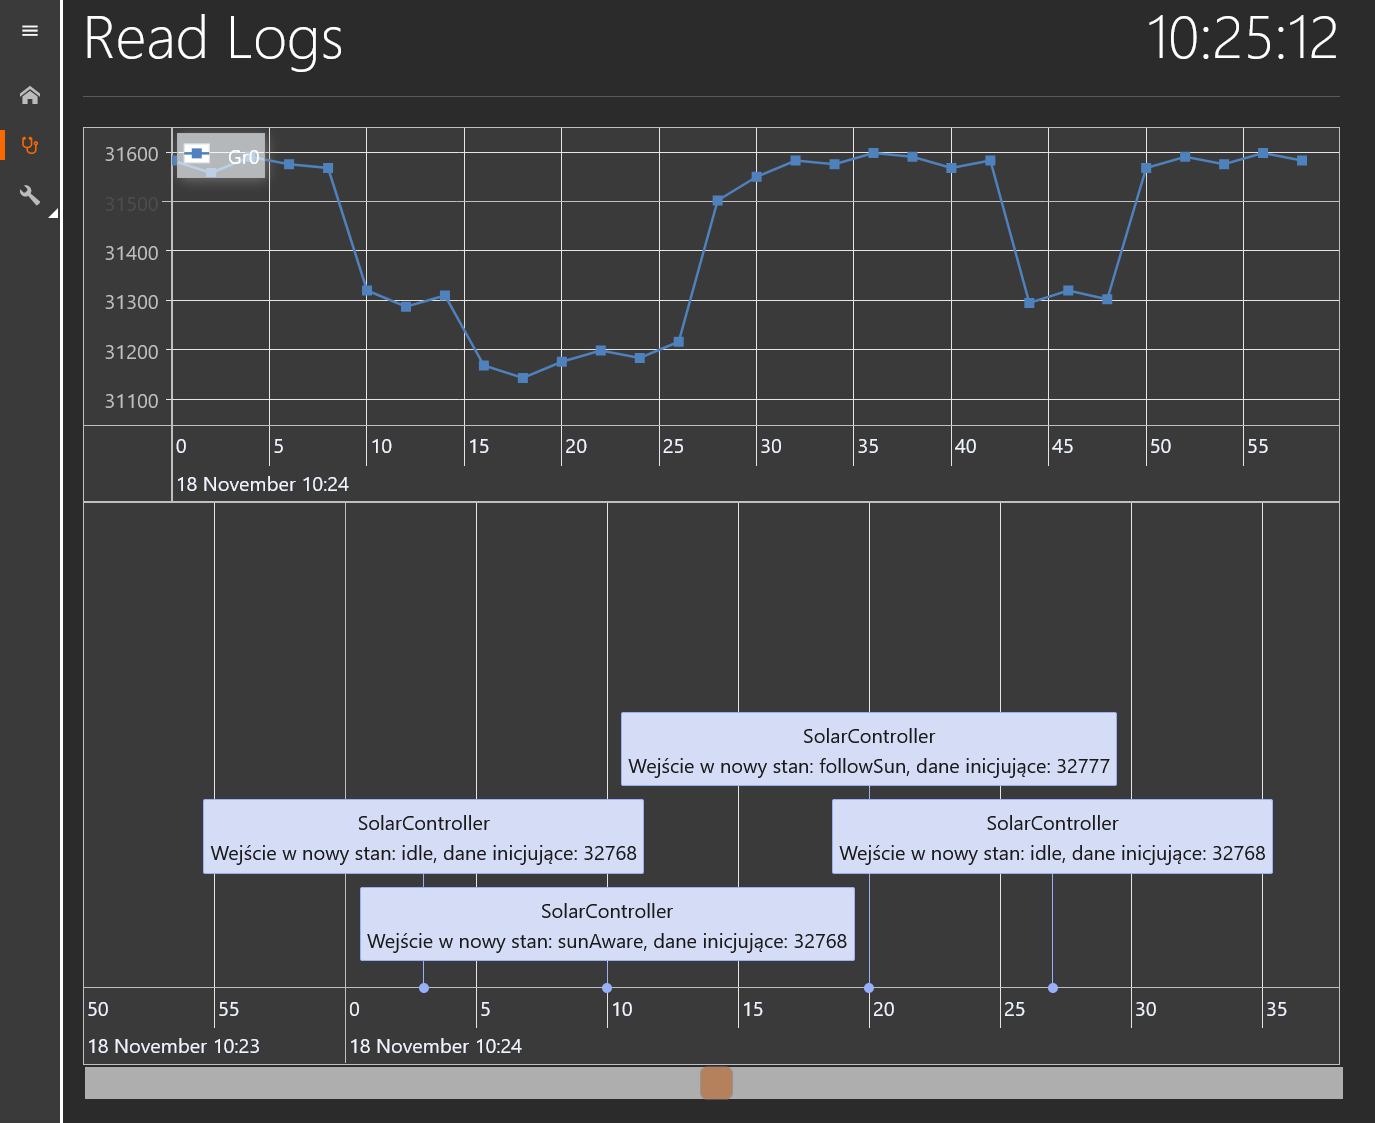 Read Logs
10:25:12
Gr0
31600
31500
31400
31300
31200
31100
0 5 10 15 20 25 30 35 40 45 50 55
18 November 10:24
SolarController
Wejście w nowy stan: followSun, dane inicjujące: 32777
SolarController
Wejście w nowy stan: idle, dane inicjujące: 32768
SolarController
Wejście w nowy stan: idle, dane inicjujące: 32768
SolarController
Wejście w nowy stan: sunAware, dane inicjujące: 32768
50 55 0 5 10 15 20 25 30 35
18 November 10:23 18 November 10:24